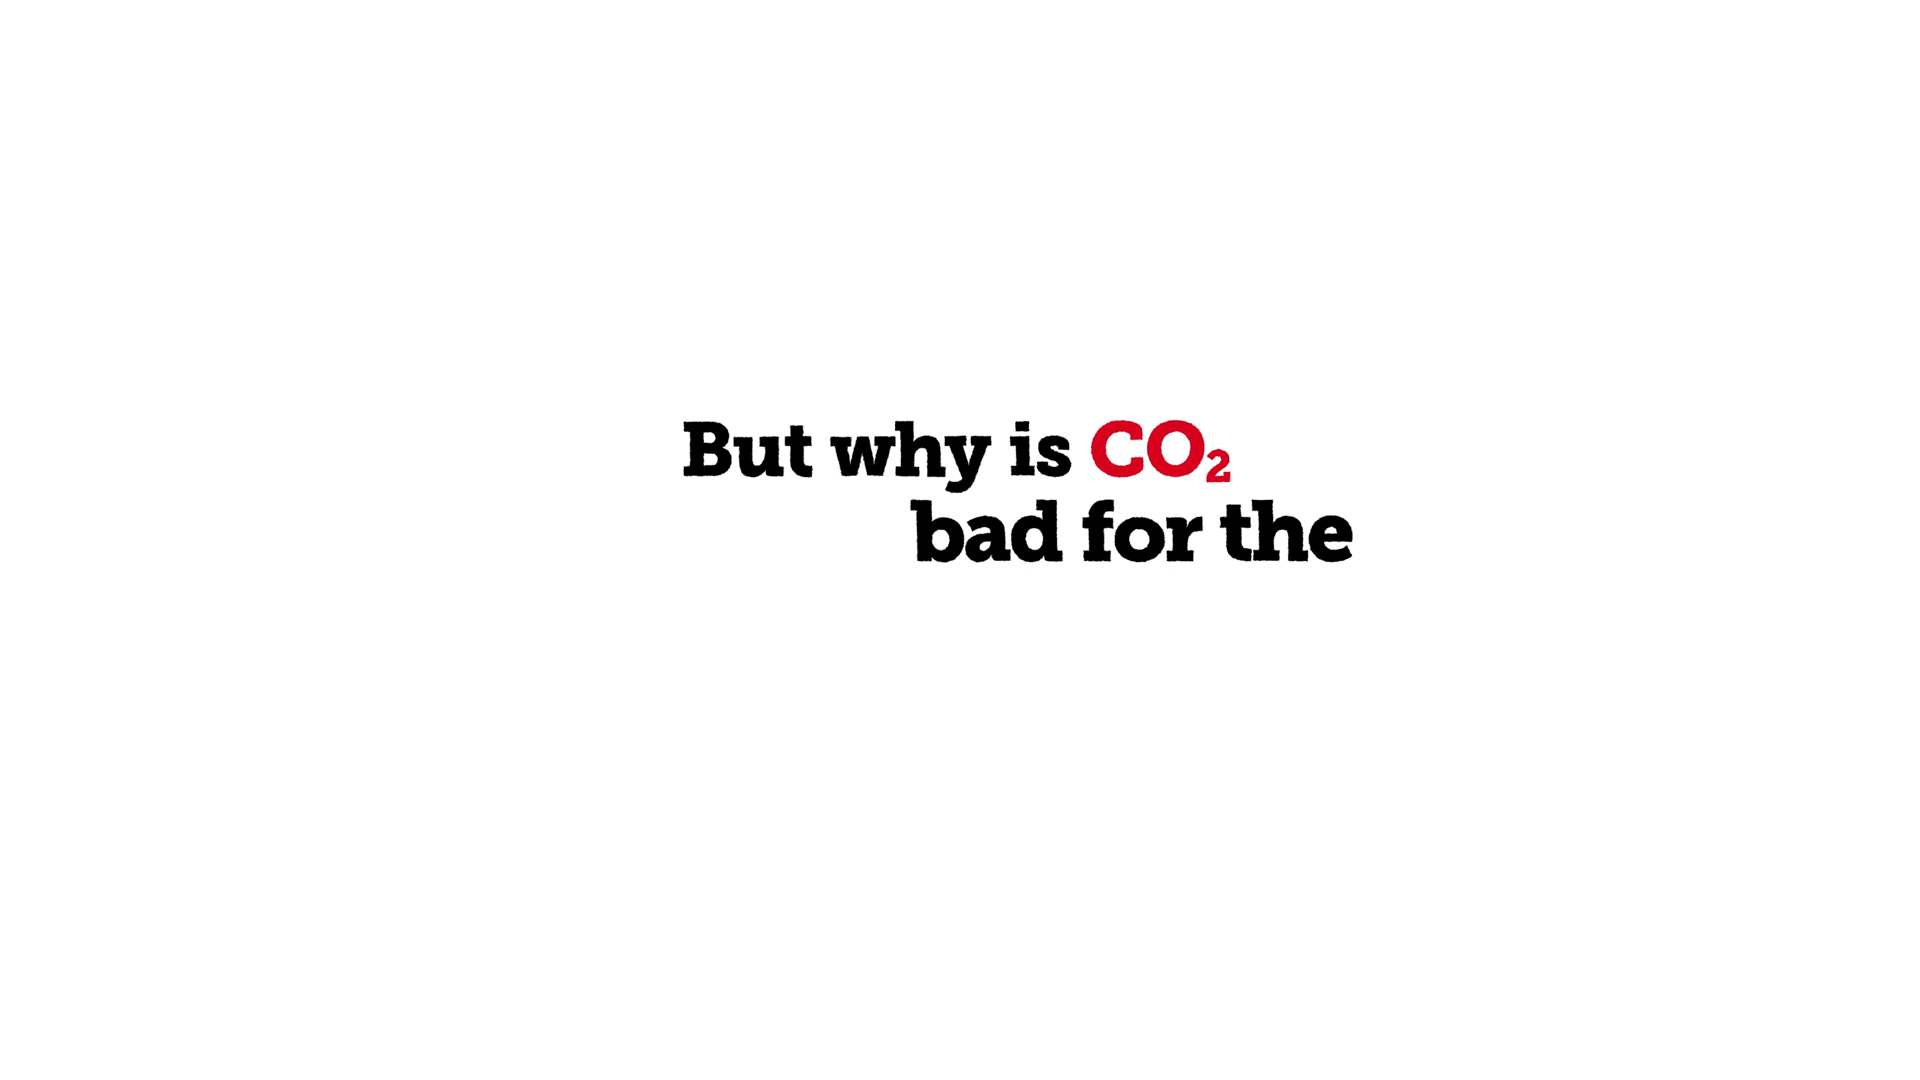 But why is CO₂
bad for the